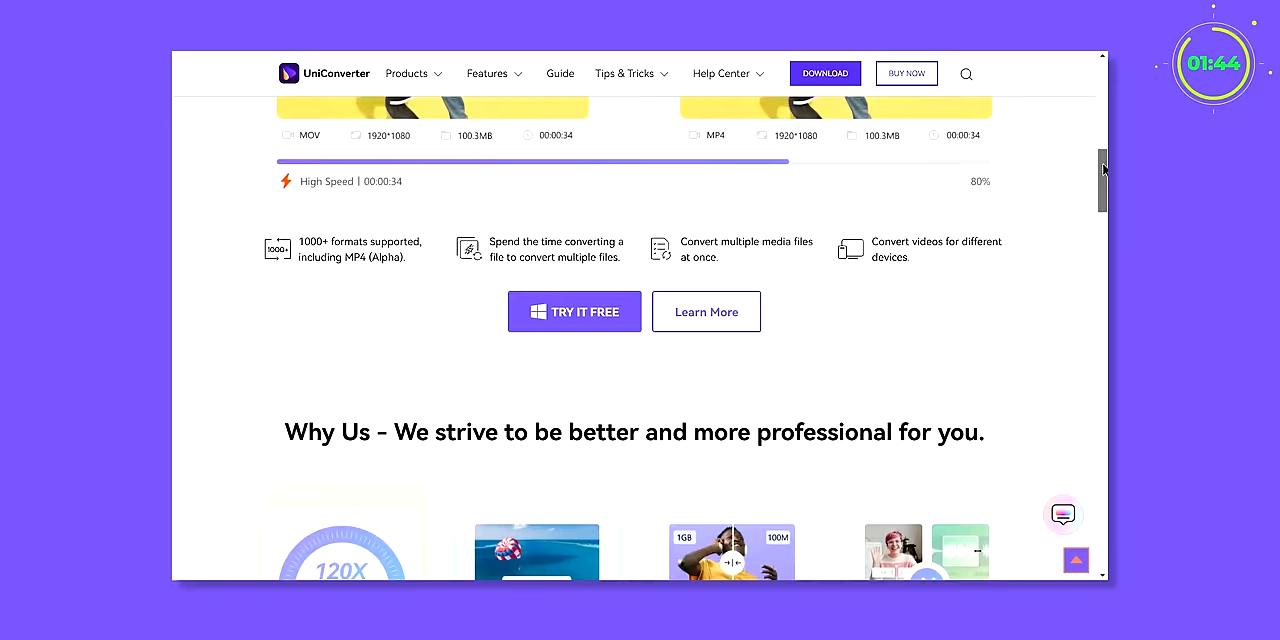 01:44
UniConverter Products Features Guide Tips & Tricks Help Center DOWNLOAD BUY NOW
MOV 1920*1080 100.3MB 00:00:34 MP4 1920*1080 100.3MB 00:00:34
High Speed | 00:00:34 80%
1000+
1000+ formats supported,
including MP4 (Alpha).
Spend the time converting a
file to convert multiple files.
Convert multiple media files
at once.
Convert videos for different
devices.
TRY IT FREE Learn More
Why Us - We strive to be better and more professional for you.
120X
1GB 100M